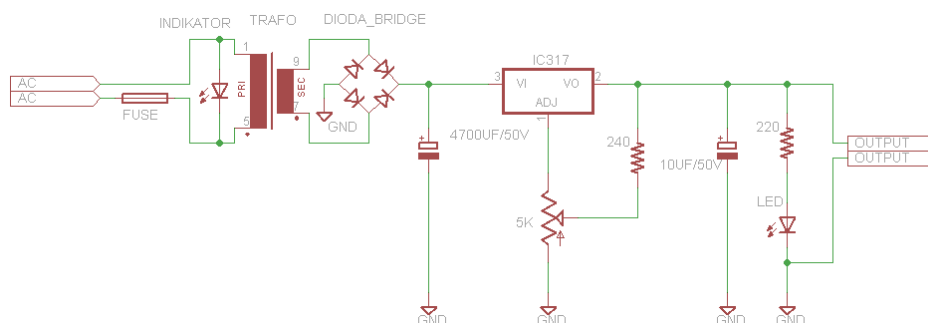 INDIKATOR
TRAFO
DIODA_BRIDGE
AC
AC
FUSE
1
5
PRI
SEC
9
7
GND
4700UF/50V
IC317
3
VI
VO
2
ADJ
1
5K
240
10UF/50V
220
LED
OUTPUT
OUTPUT
GND
GND
GND
GND